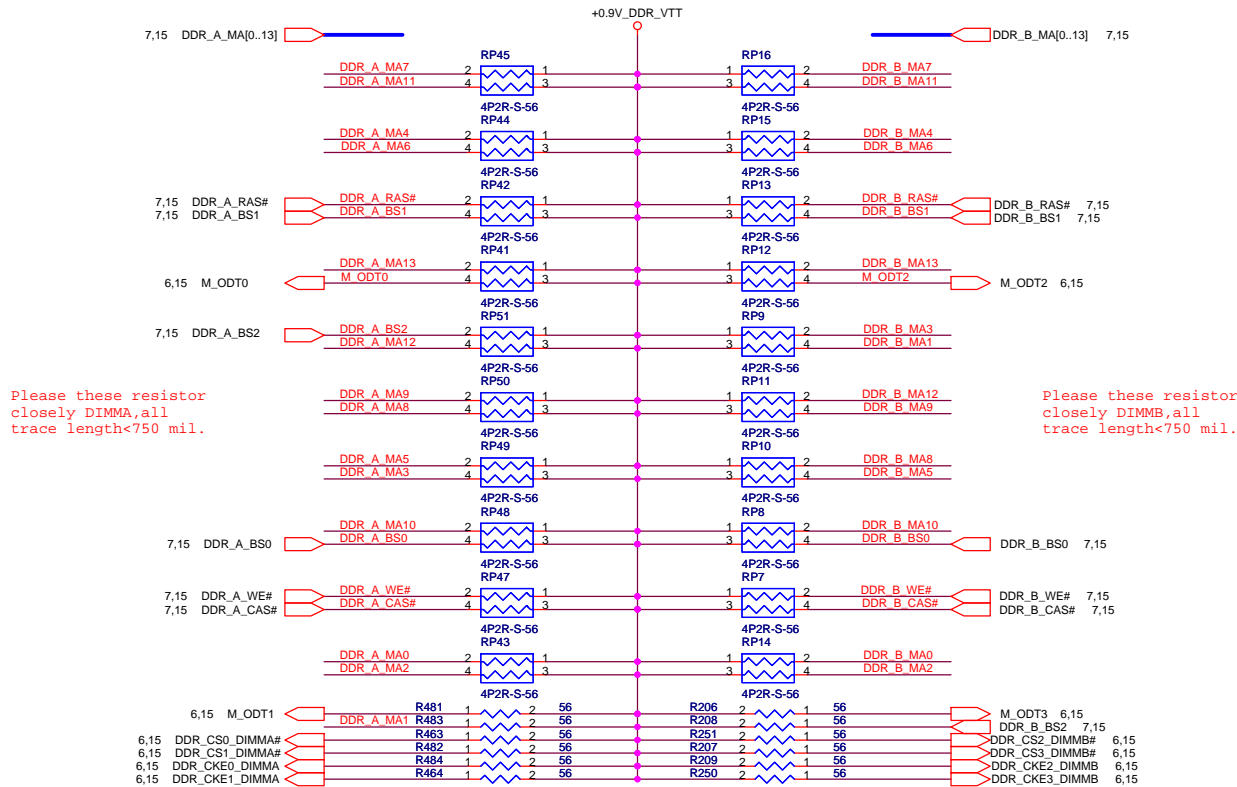 +0.9V_DDR_VTT
7,15 DDR_A_MA[0..13] DDR_B_MA[0..13] 7,15
RP45 RP16
DDR_A_MA7 2 1 1 2 DDR_B_MA7
DDR_A_MA11 4 3 3 4 DDR_B_MA11
4P2R-S-56 4P2R-S-56
RP44 RP15
DDR_A_MA4 2 1 1 2 DDR_B_MA4
DDR_A_MA6 4 3 3 4 DDR_B_MA6
4P2R-S-56 4P2R-S-56
RP42 RP13
7,15 DDR_A_RAS# DDR_A_RAS# 2 1 1 2 DDR_B_RAS# DDR_B_RAS# 7,15
7,15 DDR_A_BS1 DDR_A_BS1 4 3 3 4 DDR_B_BS1 DDR_B_BS1 7,15
4P2R-S-56 4P2R-S-56
RP41 RP12
DDR_A_MA13 2 1 1 2 DDR_B_MA13
6,15 M_ODT0 M_ODT0 4 3 3 4 M_ODT2 M_ODT2 6,15
4P2R-S-56 4P2R-S-56
RP51 RP9
7,15 DDR_A_BS2 DDR_A_BS2 2 1 1 2 DDR_B_MA3
DDR_A_MA12 4 3 3 4 DDR_B_MA1
4P2R-S-56 4P2R-S-56
RP50 RP11
Please these resistor
closely DIMMA,all
trace length<750 mil.
DDR_A_MA9 2 1 1 2 DDR_B_MA12
DDR_A_MA8 4 3 3 4 DDR_B_MA9
Please these resistor
closely DIMMB,all
trace length<750 mil.
4P2R-S-56 4P2R-S-56
RP49 RP10
DDR_A_MA5 2 1 1 2 DDR_B_MA8
DDR_A_MA3 4 3 3 4 DDR_B_MA5
4P2R-S-56 4P2R-S-56
RP48 RP8
DDR_A_MA10 2 1 1 2 DDR_B_MA10
7,15 DDR_A_BS0 DDR_A_BS0 4 3 3 4 DDR_B_BS0 DDR_B_BS0 7,15
4P2R-S-56 4P2R-S-56
RP47 RP7
7,15 DDR_A_WE# DDR_A_WE# 2 1 1 2 DDR_B_WE# DDR_B_WE# 7,15
7,15 DDR_A_CAS# DDR_A_CAS# 4 3 3 4 DDR_B_CAS# DDR_B_CAS# 7,15
4P2R-S-56 4P2R-S-56
RP43 RP14
DDR_A_MA0 2 1 1 2 DDR_B_MA0
DDR_A_MA2 4 3 3 4 DDR_B_MA2
4P2R-S-56 4P2R-S-56
6,15 M_ODT1 R481 1 2 56 R206 2 1 56 M_ODT3 6,15
DDR_A_MA1 R483 1 2 56 R208 2 1 56 DDR_B_BS2 7,15
6,15 DDR_CS0_DIMMA# R463 1 2 56 R251 2 1 56 DDR_CS2_DIMMB# 6,15
6,15 DDR_CS1_DIMMA# R482 1 2 56 R207 2 1 56 DDR_CS3_DIMMB# 6,15
6,15 DDR_CKE0_DIMMA R484 1 2 56 R209 2 1 56 DDR_CKE2_DIMMB 6,15
6,15 DDR_CKE1_DIMMA R464 1 2 56 R250 2 1 56 DDR_CKE3_DIMMB 6,15